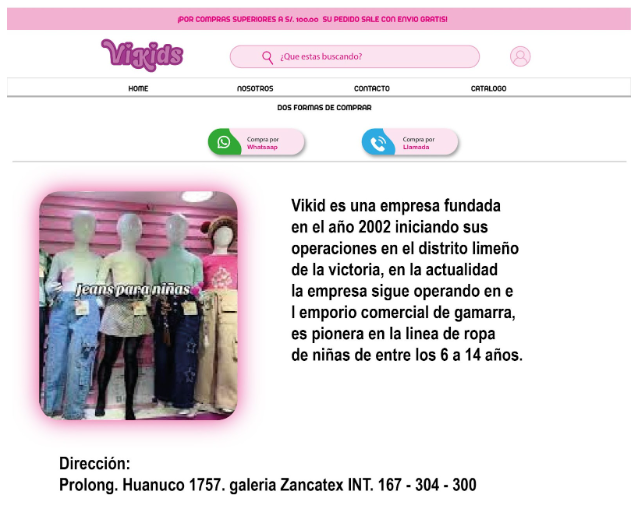 ¡POR COMPRAS SUPERIORES A S/. 100.00 SU PEDIDO SALE CON ENVIO GRATIS!
Vikids
¿Que estas buscando?
HOME NOSOTROS CONTACTO CATALOGO
DOS FORMAS DE COMPRAR
Compra por
Whatsaap
Compra por
Llamada
Jeans para niñas
Vikid es una empresa fundada
en el año 2002 iniciando sus
operaciones en el distrito limeño
de la victoria, en la actualidad
la empresa sigue operando en e
l emporio comercial de gamarra,
es pionera en la linea de ropa
de niñas de entre los 6 a 14 años.
Dirección:
Prolong. Huanuco 1757. galeria Zancatex INT. 167 - 304 - 300